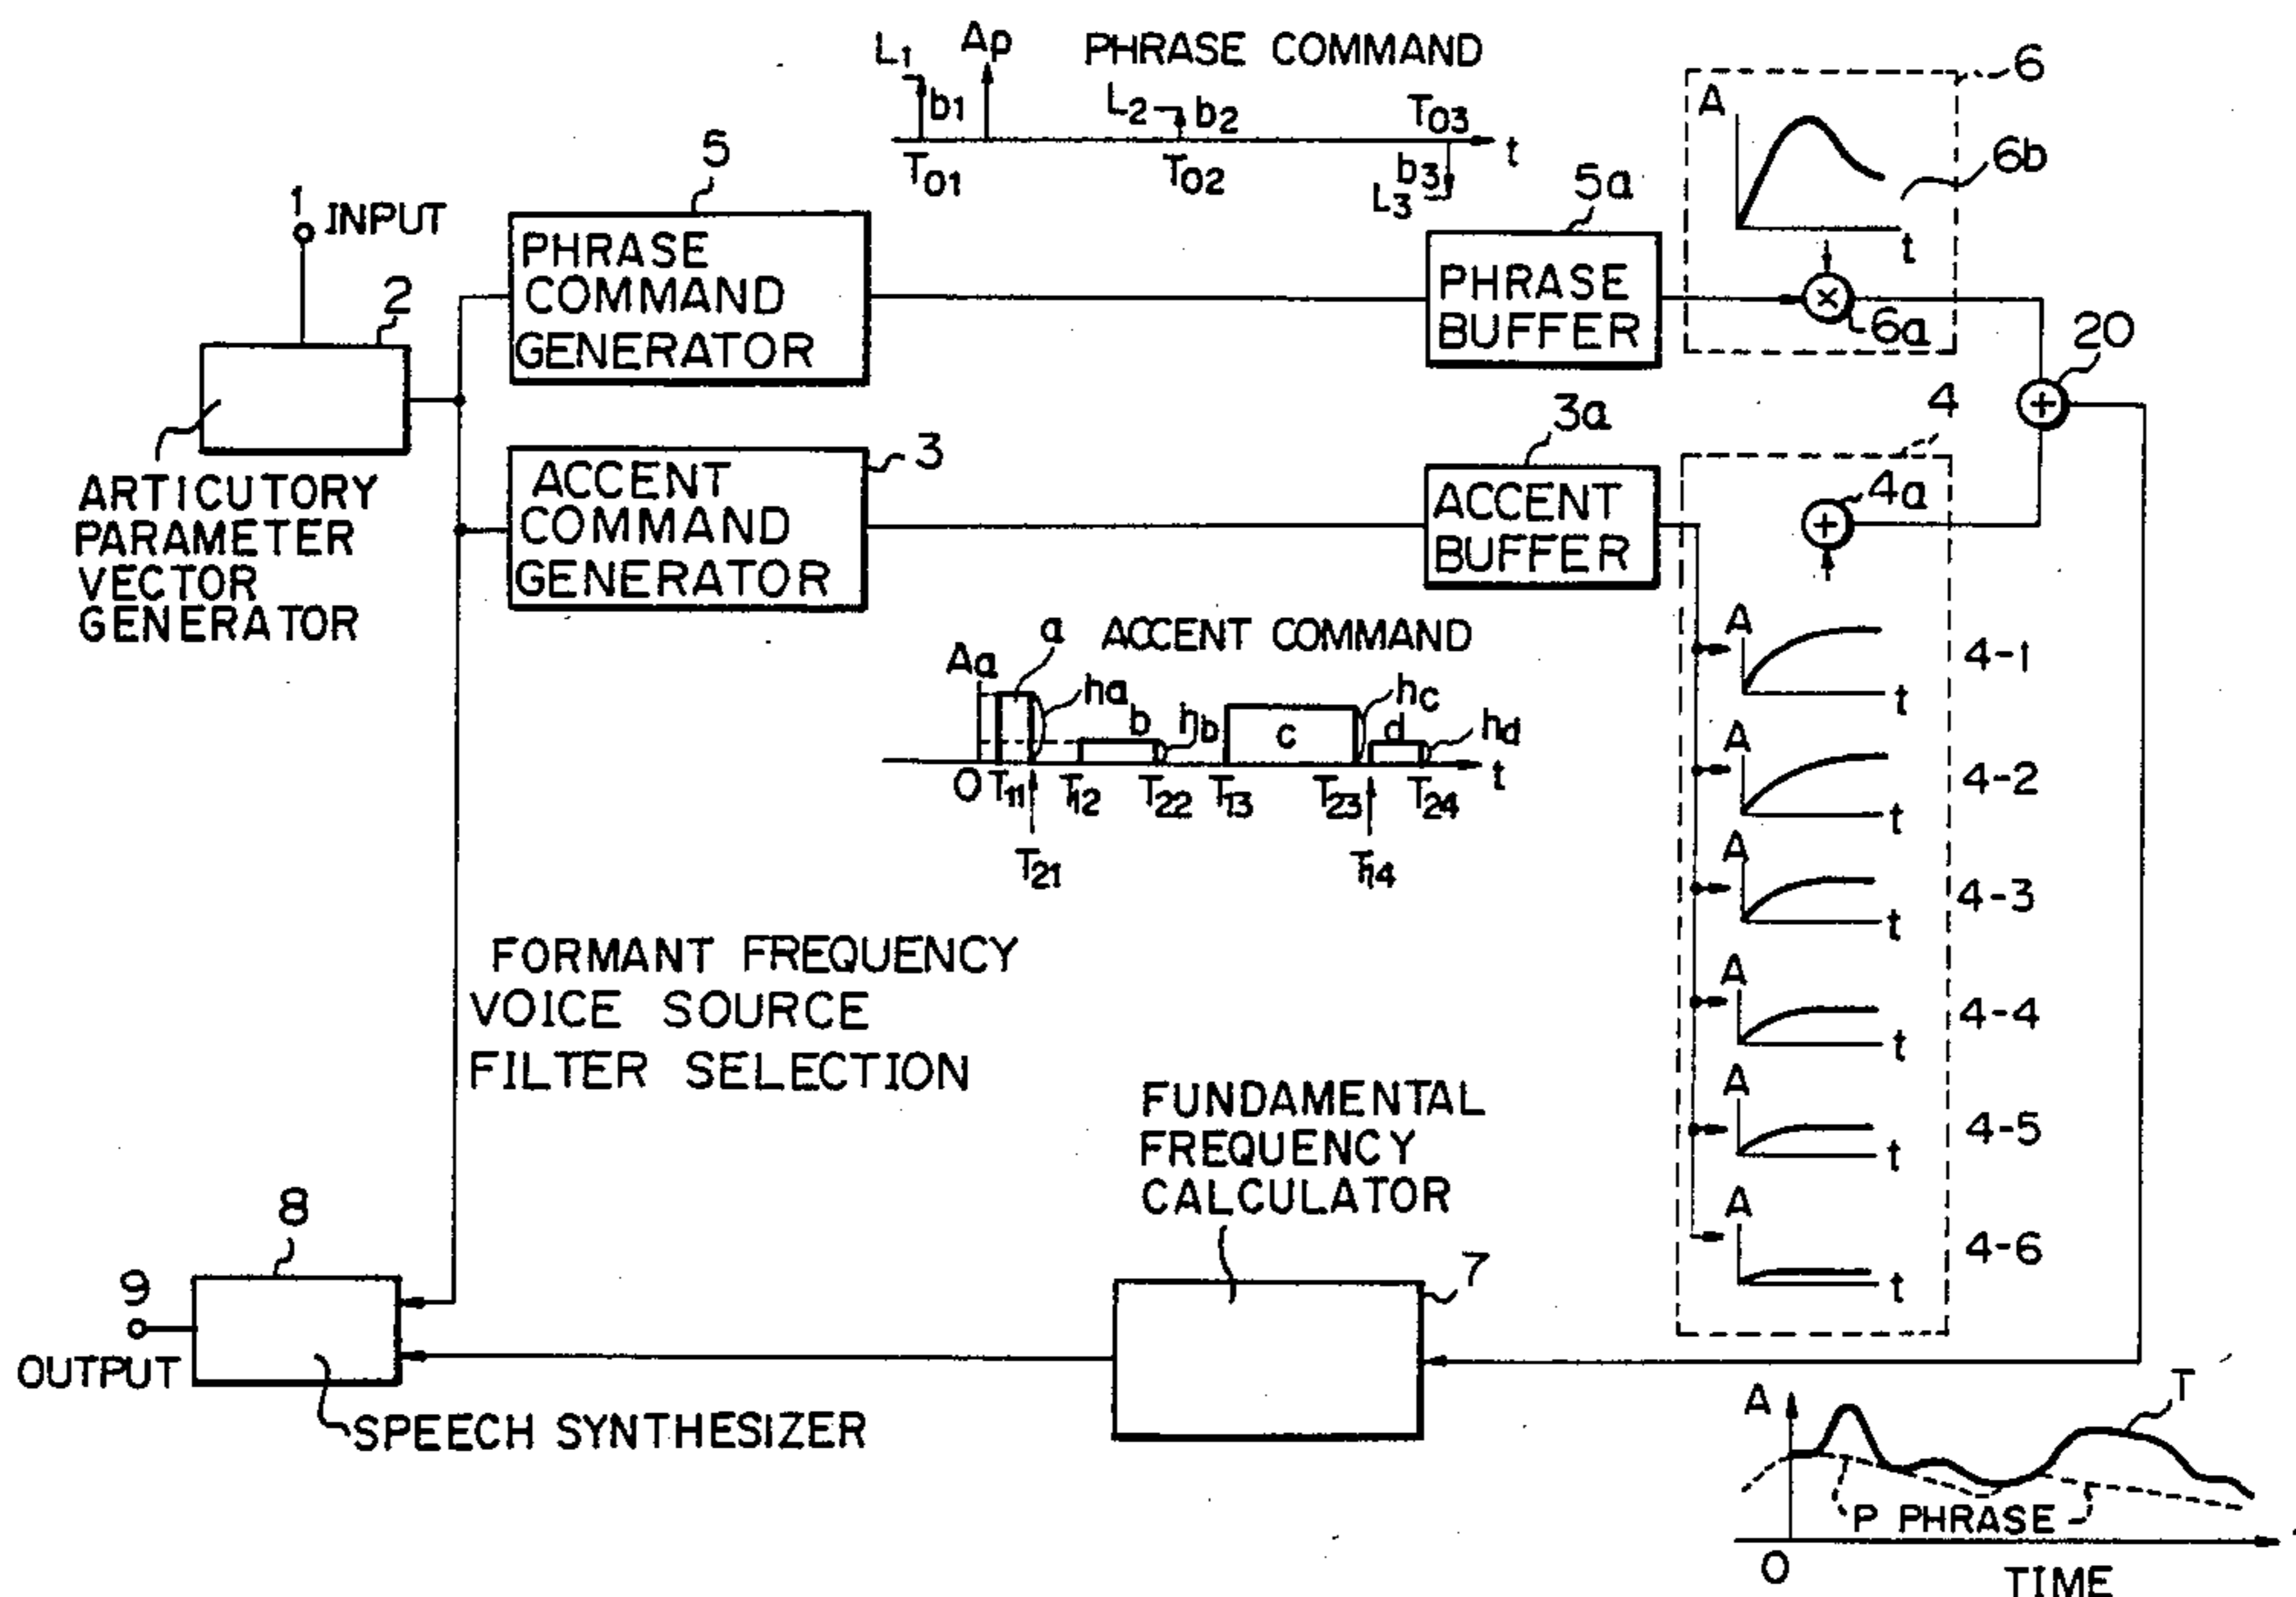 L1 Ap PHRASE COMMAND
b1 L2 b2 T03 t
T01 T02 b3 L3
6
A
6b
t
6a
1 INPUT
5
PHRASE
COMMAND
GENERATOR
5a
PHRASE
BUFFER
2
ARTICUTORY
PARAMETER
VECTOR
GENERATOR
20
3
ACCENT
COMMAND
GENERATOR
3a
ACCENT
BUFFER
4
4a
a ACCENT COMMAND
Aa ha b hb c hc d hd
O T11 T12 T22 T13 T23 T24 t
T21
A t 4-1
A t 4-2
A t 4-3
A t 4-4
A t 4-5
A t 4-6
FORMANT FREQUENCY
VOICE SOURCE
FILTER SELECTION
FUNDAMENTAL
FREQUENCY
CALCULATOR
7
8
9
OUTPUT
SPEECH SYNTHESIZER
A T
P PHRASE
O
TIME